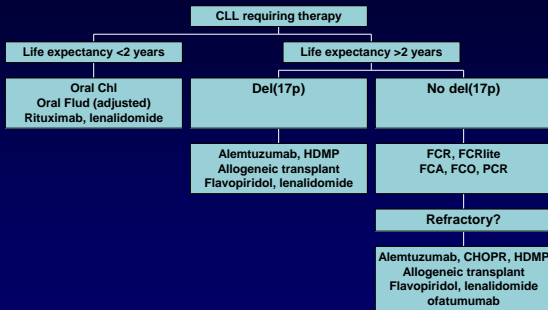 CLL requiring therapy
Life expectancy <2 years
Life expectancy >2 years
Oral Chl
Oral Flud (adjusted)
Rituximab, lenalidomide
Del(17p)
No del(17p)
Alemtuzumab, HDMP
Allogeneic transplant
Flavopiridol, lenalidomide
FCR, FCRlite
FCA, FCO, PCR
Refractory?
Alemtuzumab, CHOPR, HDMP
Allogeneic transplant
Flavopiridol, lenalidomide
ofatumumab